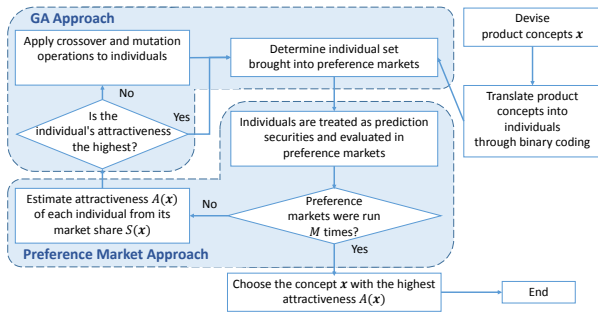 GA Approach
Apply crossover and mutation
operations to individuals
Determine individual set
brought into preference markets
Devise
product concepts x
No
Yes
Is the
individual's attractiveness
the highest?
Individuals are treated as prediction
securities and evaluated in
preference markets
Translate product
concepts into
individuals
through binary coding
Estimate attractiveness A(x)
of each individual from its
market share S(x)
No
Preference
markets were run
M times?
Yes
Preference Market Approach
Choose the concept x with the highest
attractiveness A(x)
End